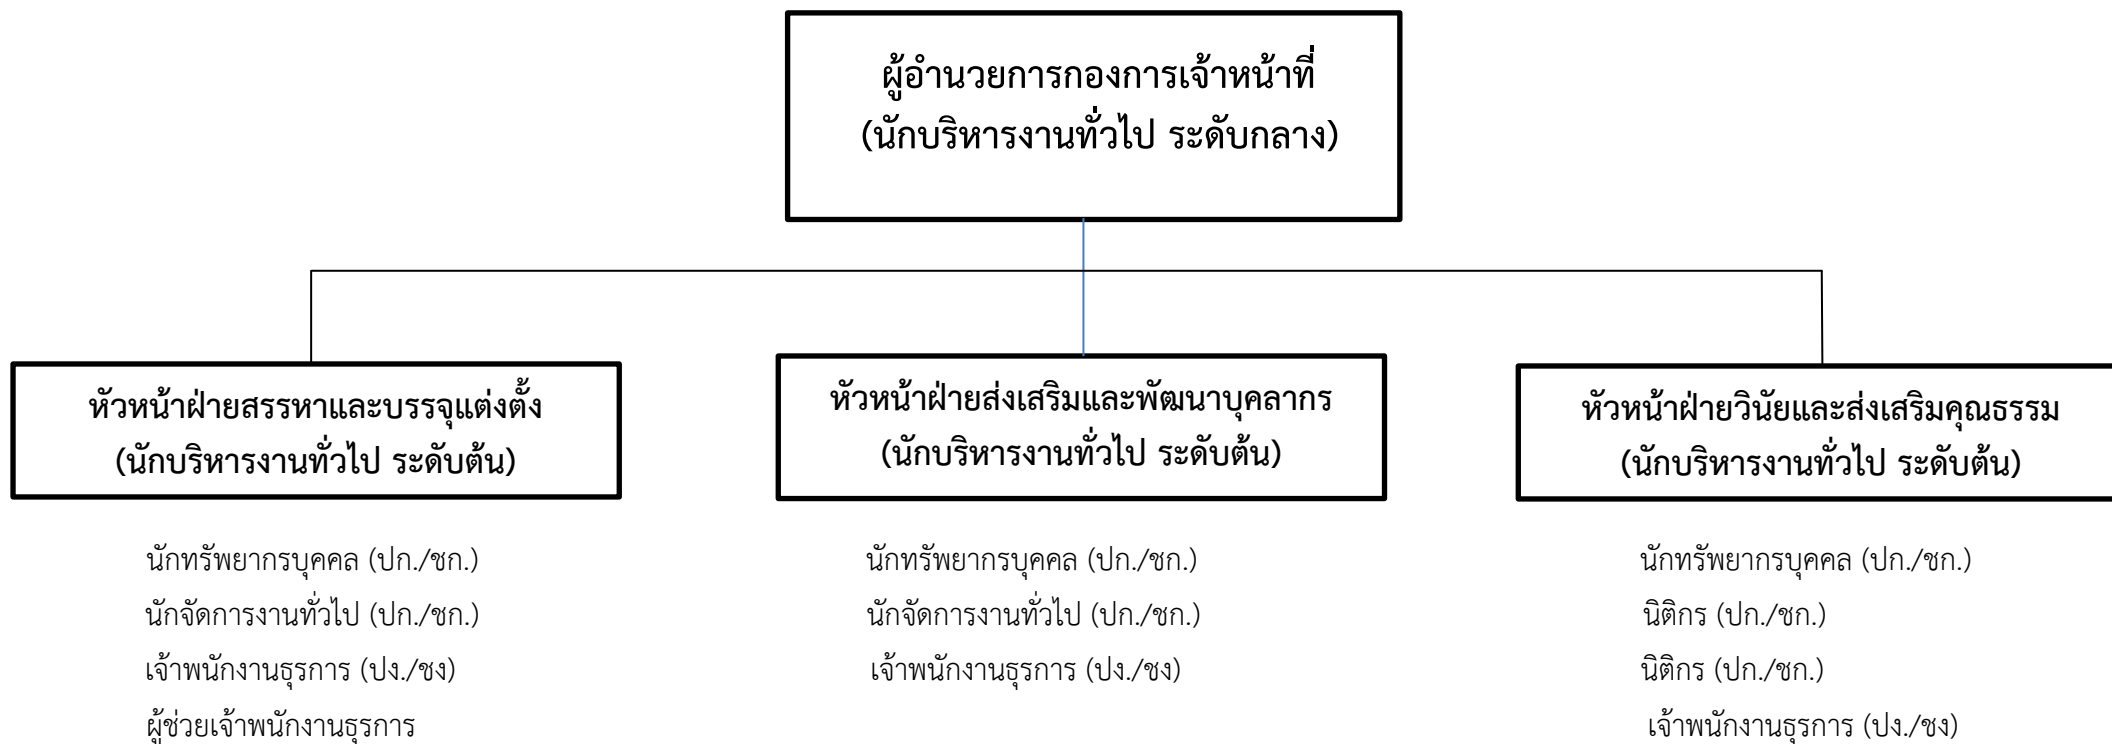 ผู้อำนวยการกองการเจ้าหน้าที่
(นักบริหารงานทั่วไป ระดับกลาง)
หัวหน้าฝ่ายสรรหาและบรรจุแต่งตั้ง
(นักบริหารงานทั่วไป ระดับต้น)
นักทรัพยากรบุคคล (ปก./ชก.)
นักจัดการงานทั่วไป (ปก./ชก.)
เจ้าพนักงานธุรการ (ปง./ชง)
ผู้ช่วยเจ้าพนักงานธุรการ
หัวหน้าฝ่ายส่งเสริมและพัฒนาบุคลากร
(นักบริหารงานทั่วไป ระดับต้น)
นักทรัพยากรบุคคล (ปก./ชก.)
นักจัดการงานทั่วไป (ปก./ชก.)
เจ้าพนักงานธุรการ (ปง./ชง)
หัวหน้าฝ่ายวินัยและส่งเสริมคุณธรรม
(นักบริหารงานทั่วไป ระดับต้น)
นักทรัพยากรบุคคล (ปก./ชก.)
นิติกร (ปก./ชก.)
นิติกร (ปก./ชก.)
เจ้าพนักงานธุรการ (ปง./ชง)